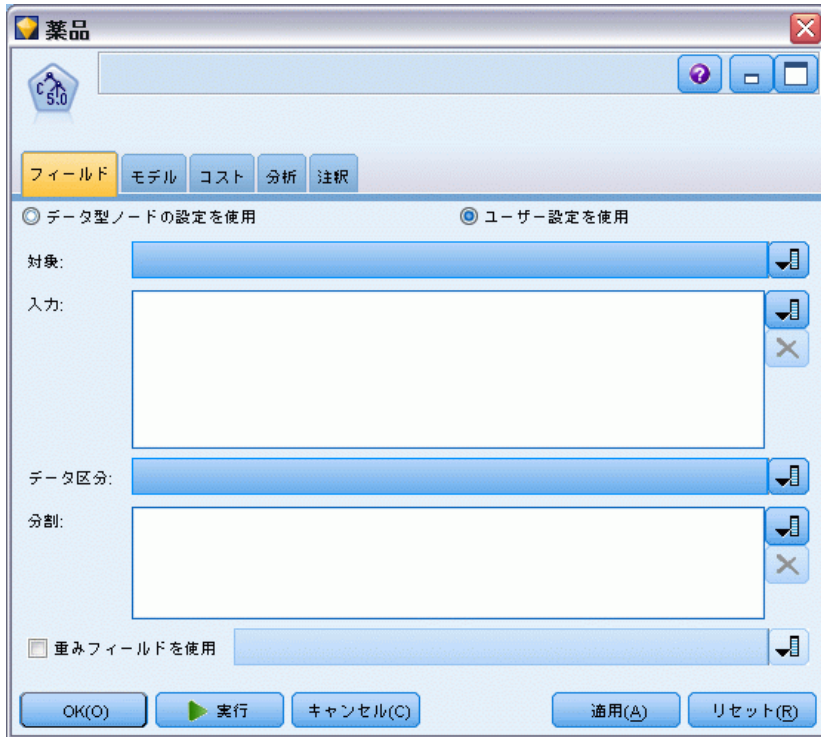 薬品
C5.0
フィールド モデル コスト 分析 注釈
データ型ノードの設定を使用 ユーザー設定を使用
対象:
入力:
データ区分:
分割:
重みフィールドを使用
OK(O) 実行 キャンセル(C) 適用(A) リセット(R)